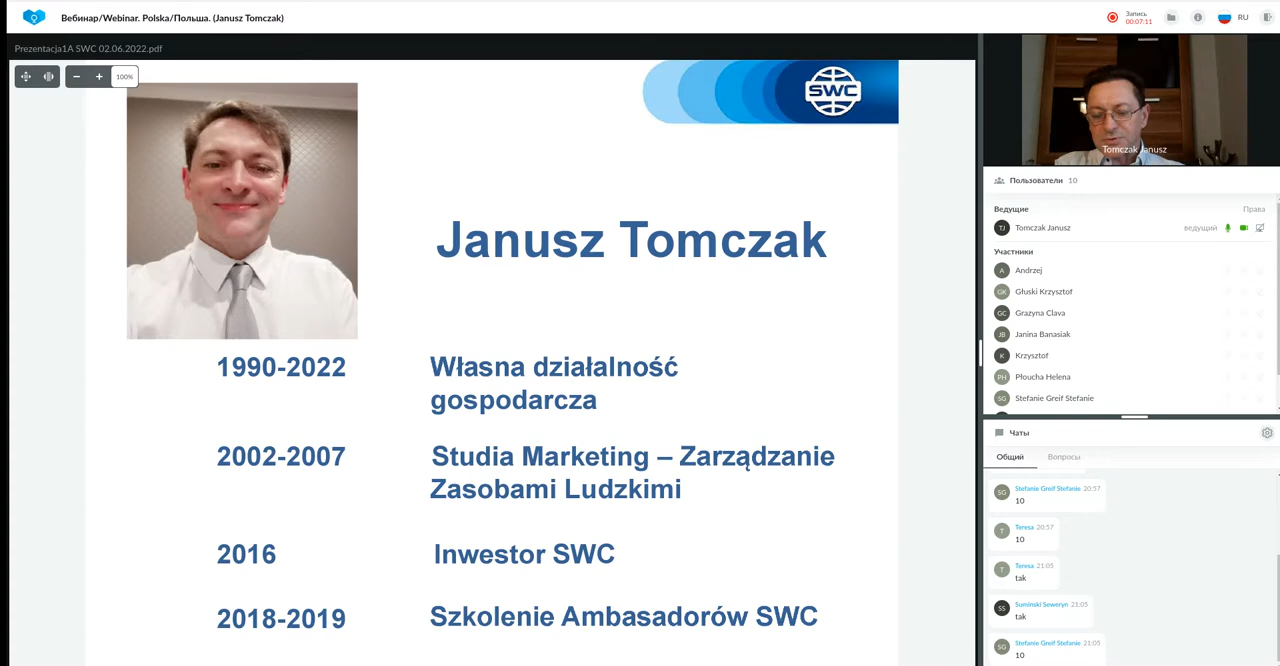 Вебинар/Webinar. Polska/Польша. (Janusz Tomczak)
Запись
00:07:11
RU
Prezentacja1A SWC 02.06.2022.pdf
100%
SWC
Janusz Tomczak
1990-2022
Własna działalność
gospodarcza
2002-2007
Studia Marketing – Zarządzanie
Zasobami Ludzkimi
2016
Inwestor SWC
2018-2019
Szkolenie Ambasadorów SWC
Tomczak Janusz
Пользователи 10
Ведущие Права
TJ Tomczak Janusz ведущий
Участники
A Andrzej
GK Głuski Krzysztof
GC Grazyna Clava
JB Janina Banasiak
K Krzysztof
PH Płoucha Helena
SG Stefanie Greif Stefanie
Чаты
Общий Вопросы
SG Stefanie Greif Stefanie 20:57
10
T Teresa 20:57
10
T Teresa 21:05
tak
SS Suminski Seweryn 21:05
tak
SG Stefanie Greif Stefanie 21:05
10